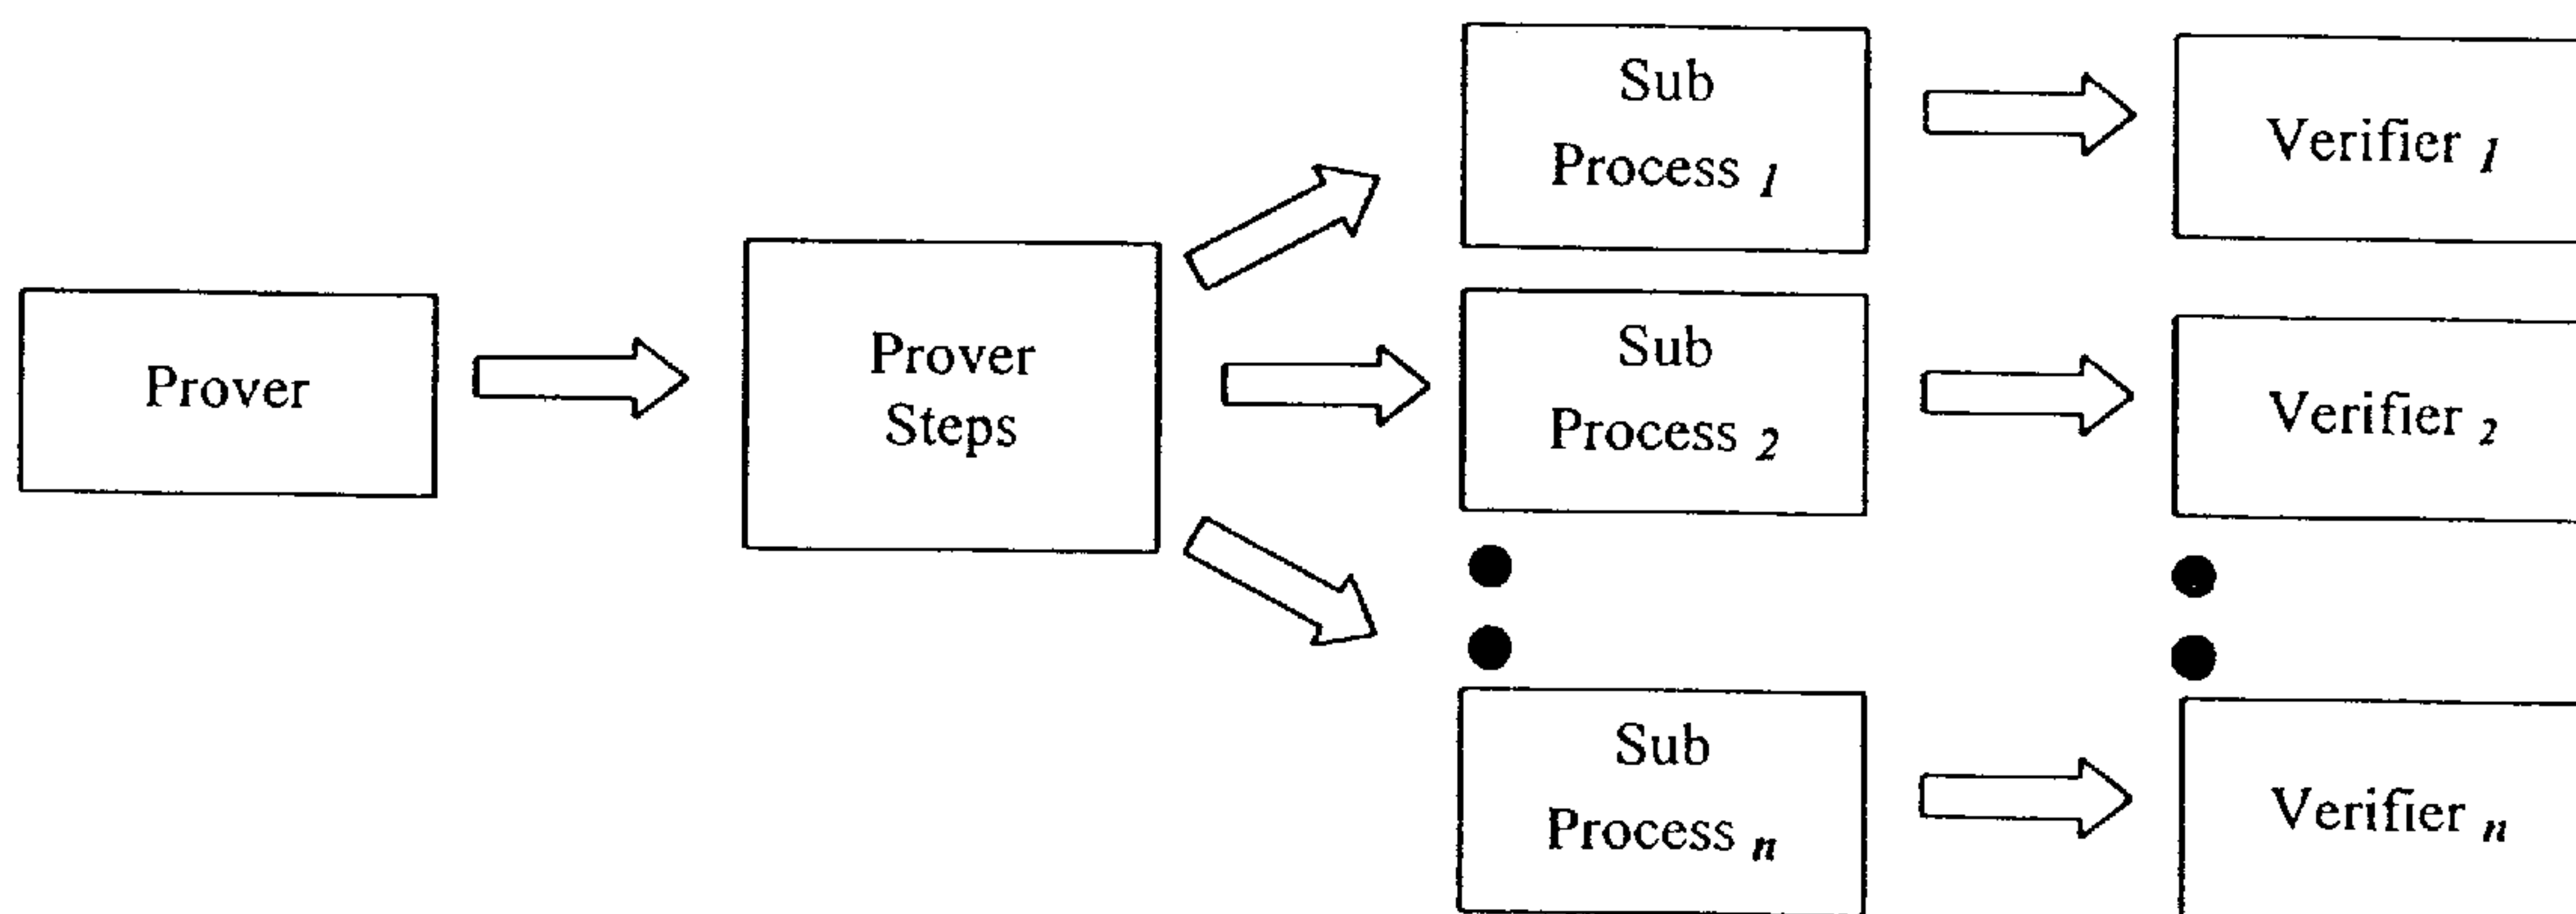 Prover
Prover
Steps
Sub
Process 1
Verifier 1
Sub
Process 2
Verifier 2
Sub
Process n
Verifier n